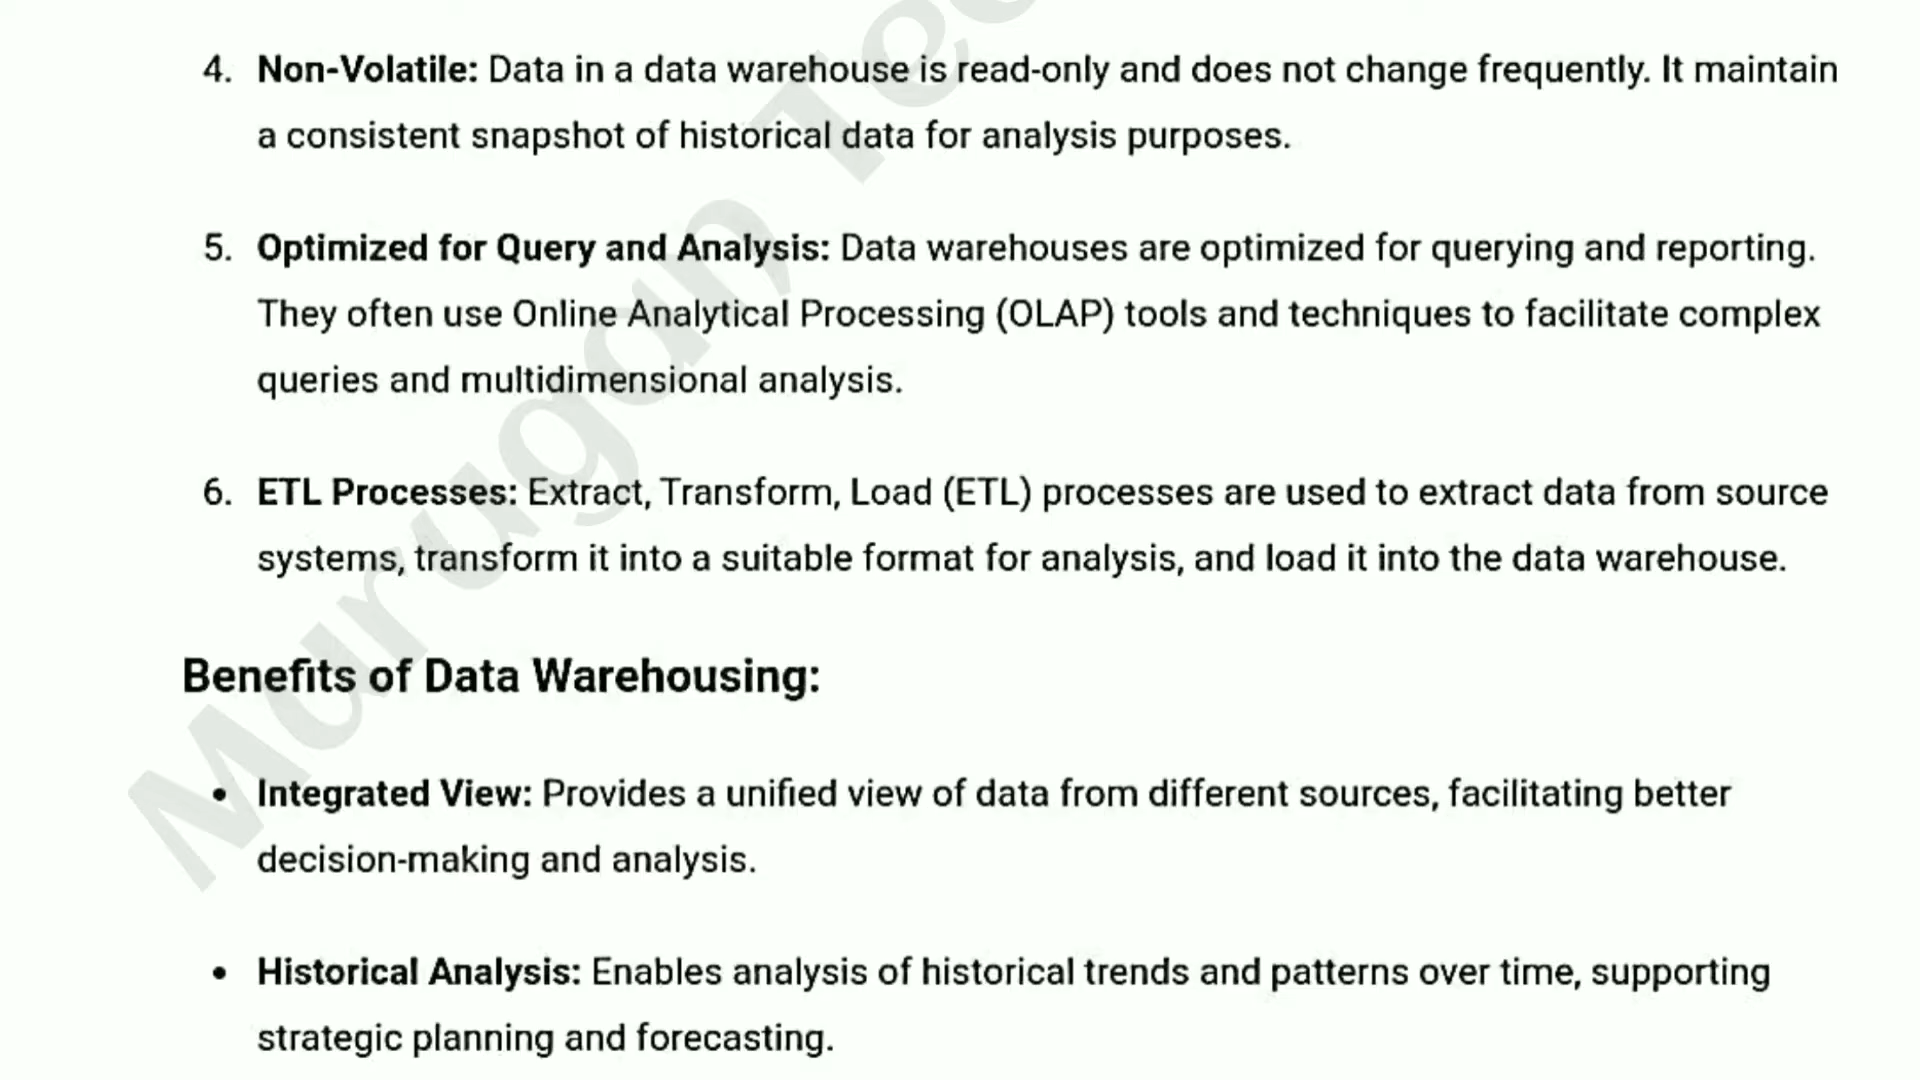 4. Non-Volatile: Data in a data warehouse is read-only and does not change frequently. It maintain
a consistent snapshot of historical data for analysis purposes.
5. Optimized for Query and Analysis: Data warehouses are optimized for querying and reporting.
They often use Online Analytical Processing (OLAP) tools and techniques to facilitate complex
queries and multidimensional analysis.
6. ETL Processes: Extract, Transform, Load (ETL) processes are used to extract data from source
systems, transform it into a suitable format for analysis, and load it into the data warehouse.
Benefits of Data Warehousing:
• Integrated View: Provides a unified view of data from different sources, facilitating better
decision-making and analysis.
• Historical Analysis: Enables analysis of historical trends and patterns over time, supporting
strategic planning and forecasting.
Murugan